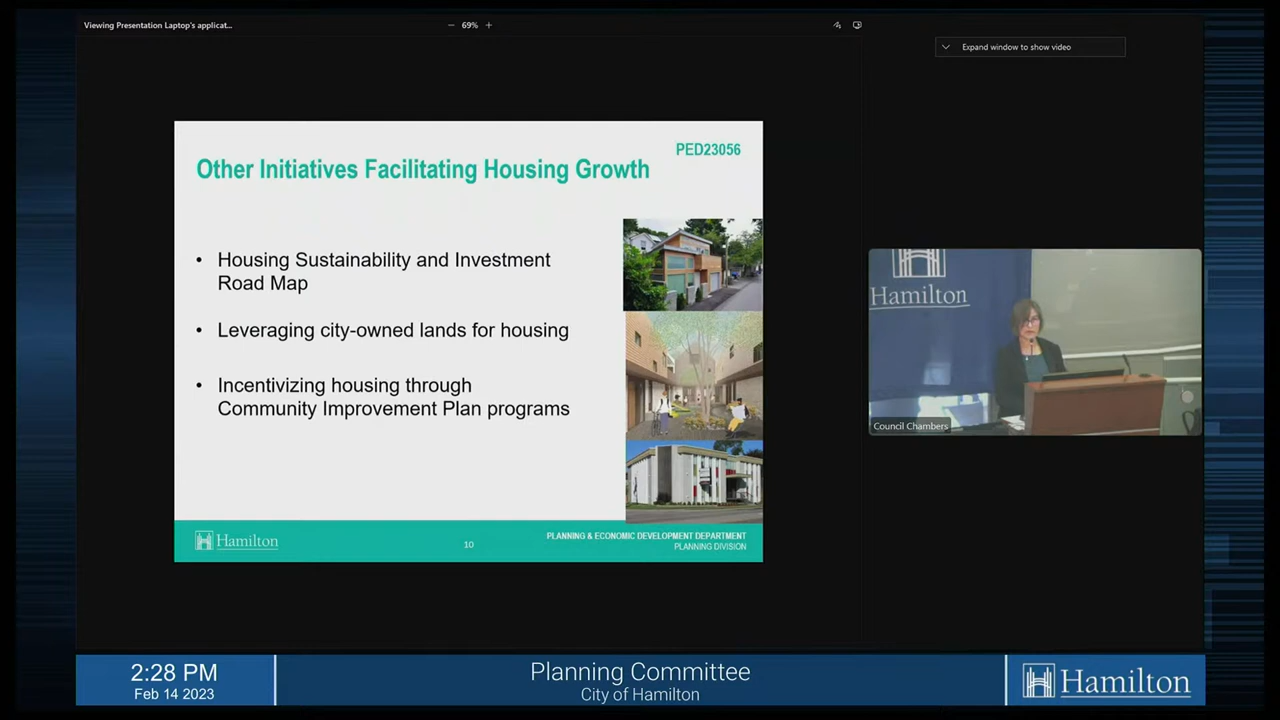 Viewing Presentation Laptop's applicat...
− 69% +
Expand window to show video
PED23056
Other Initiatives Facilitating Housing Growth
• Housing Sustainability and Investment
Road Map
• Leveraging city-owned lands for housing
• Incentivizing housing through
Community Improvement Plan programs
Hamilton
10
PLANNING & ECONOMIC DEVELOPMENT DEPARTMENT
PLANNING DIVISION
Hamilton
Council Chambers
2:28 PM
Feb 14 2023
Planning Committee
City of Hamilton
Hamilton